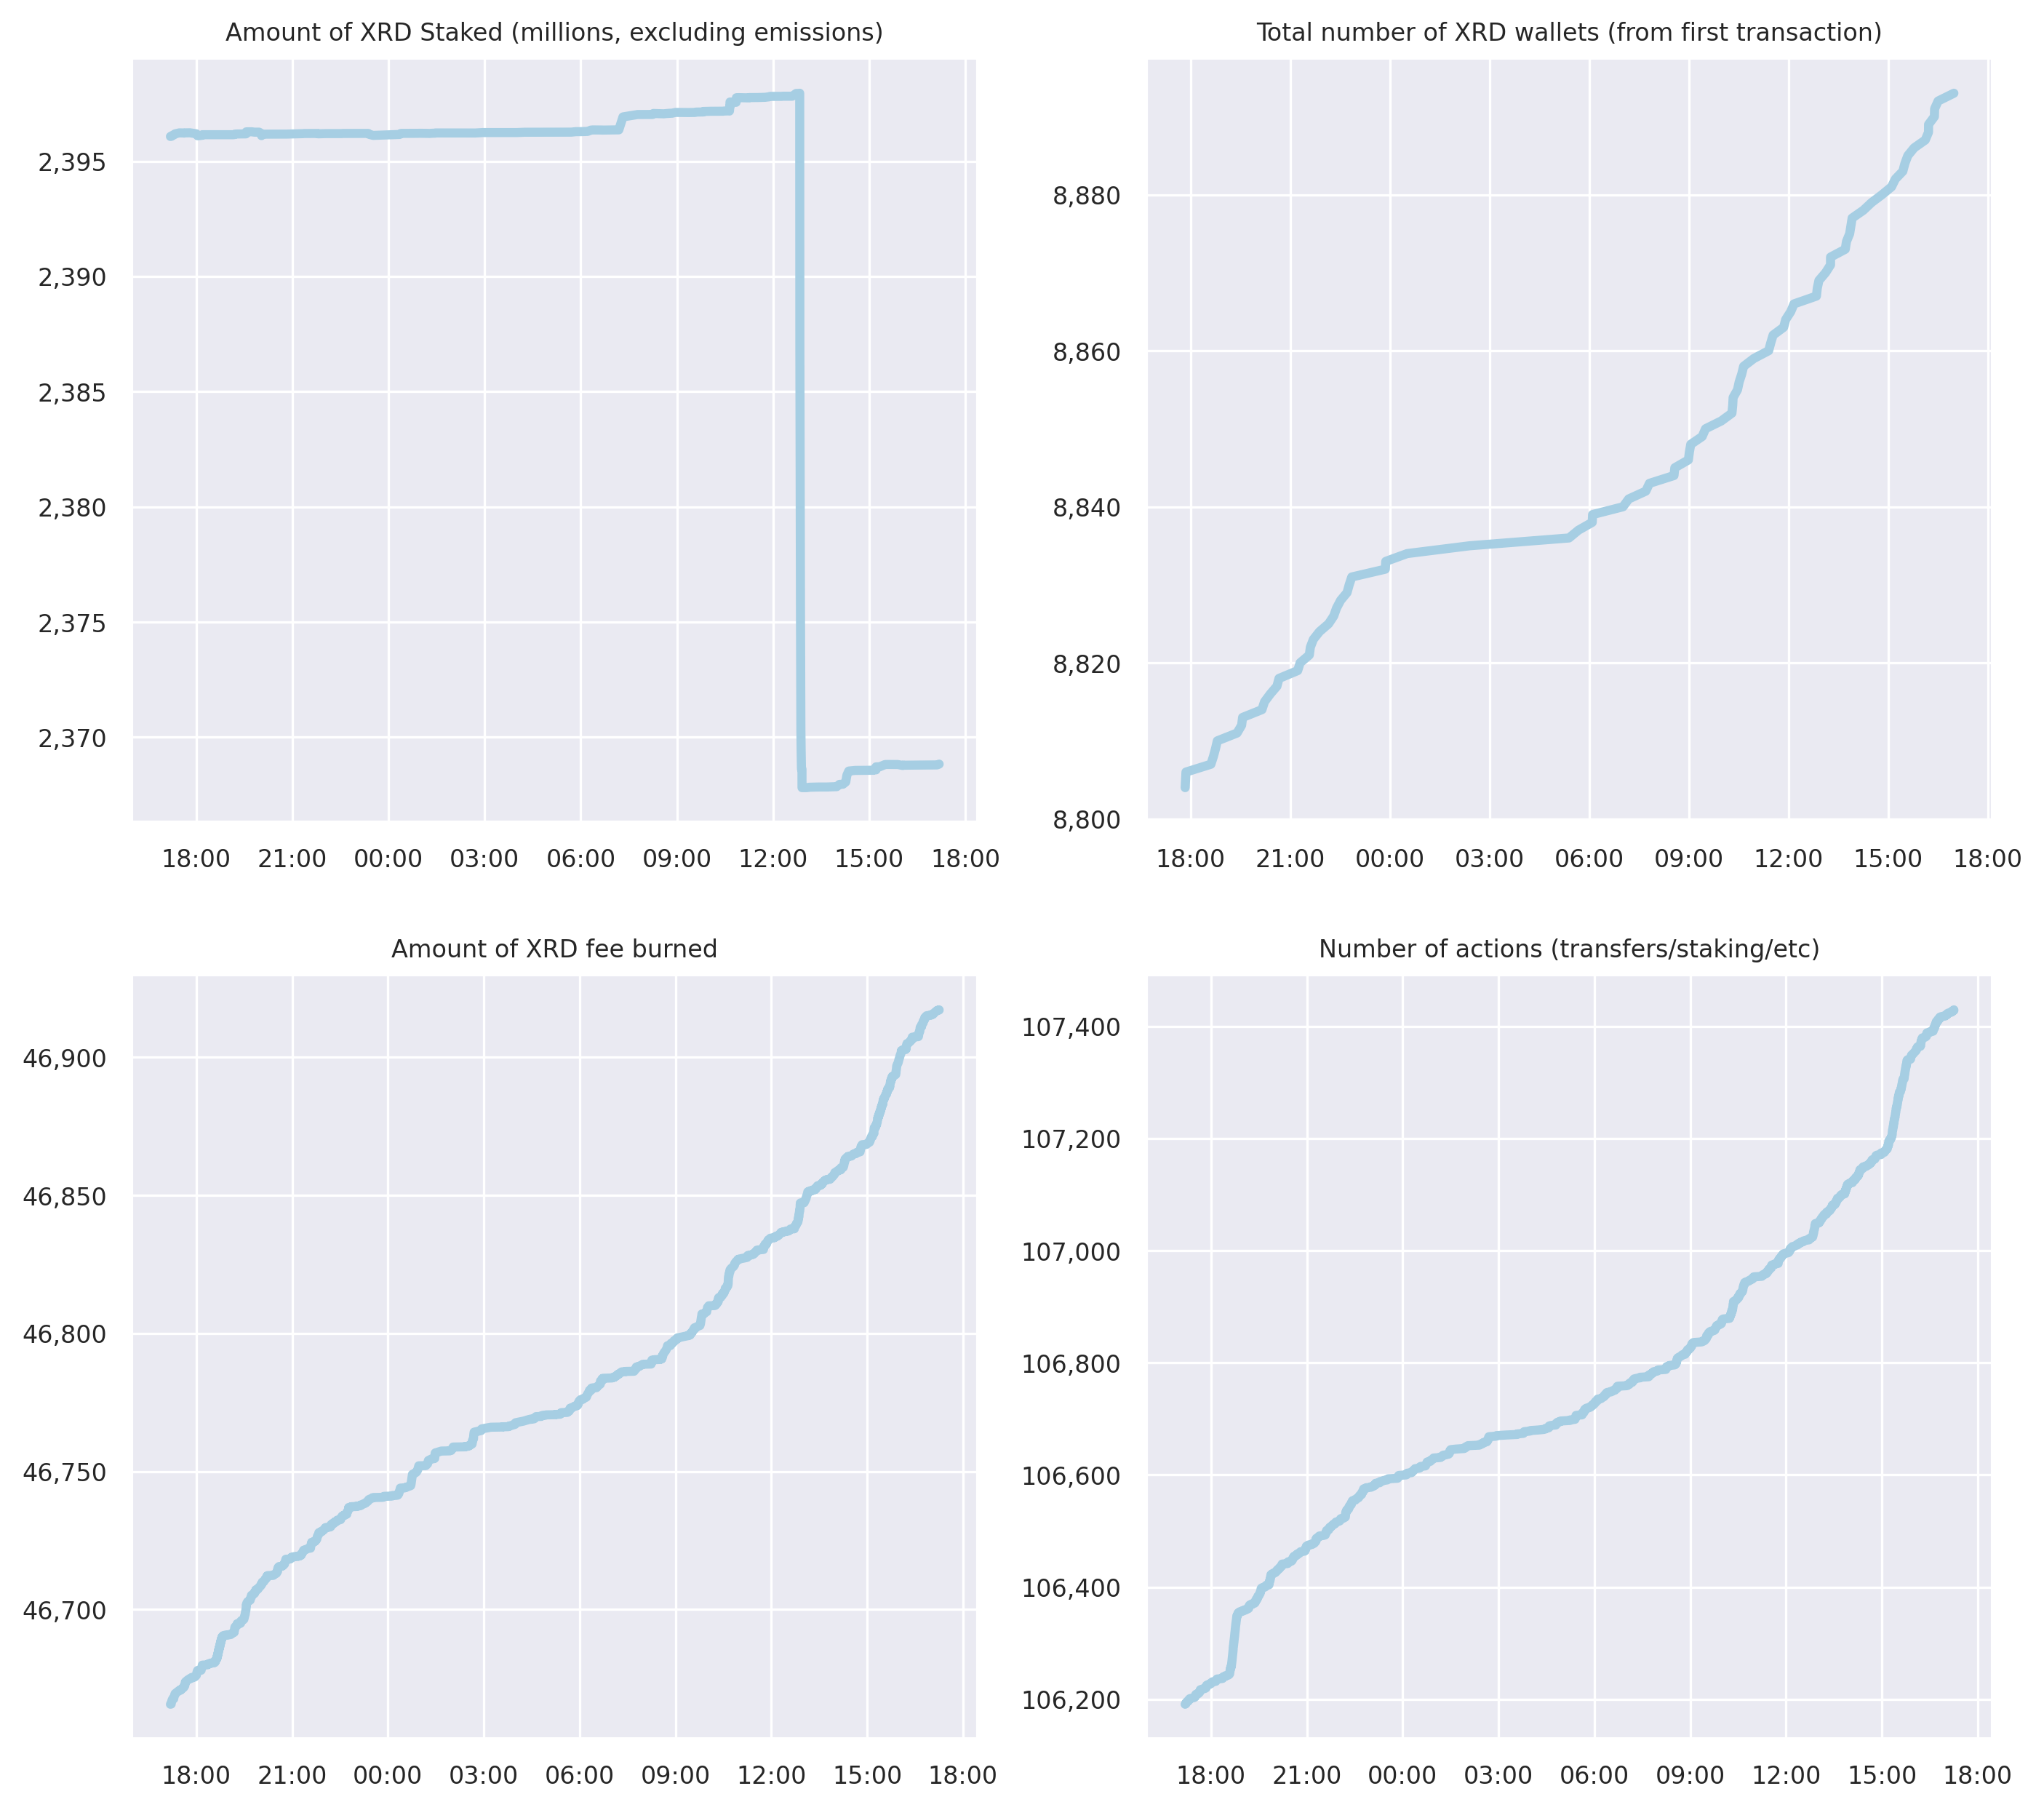 Amount of XRD Staked (millions, excluding emissions)
2,395
2,390
2,385
2,380
2,375
2,370
18:00 21:00 00:00 03:00 06:00 09:00 12:00 15:00 18:00
Total number of XRD wallets (from first transaction)
8,880
8,860
8,840
8,820
8,800
18:00 21:00 00:00 03:00 06:00 09:00 12:00 15:00 18:00
Amount of XRD fee burned
46,900
46,850
46,800
46,750
46,700
18:00 21:00 00:00 03:00 06:00 09:00 12:00 15:00 18:00
Number of actions (transfers/staking/etc)
107,400
107,200
107,000
106,800
106,600
106,400
106,200
18:00 21:00 00:00 03:00 06:00 09:00 12:00 15:00 18:00